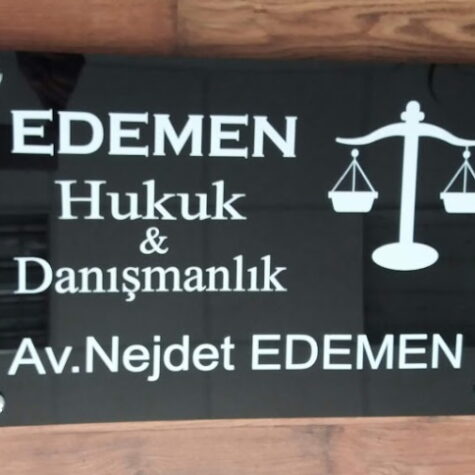 EDEMEN
Hukuk
&
Danışmanlık
Av.Nejdet EDEMEN